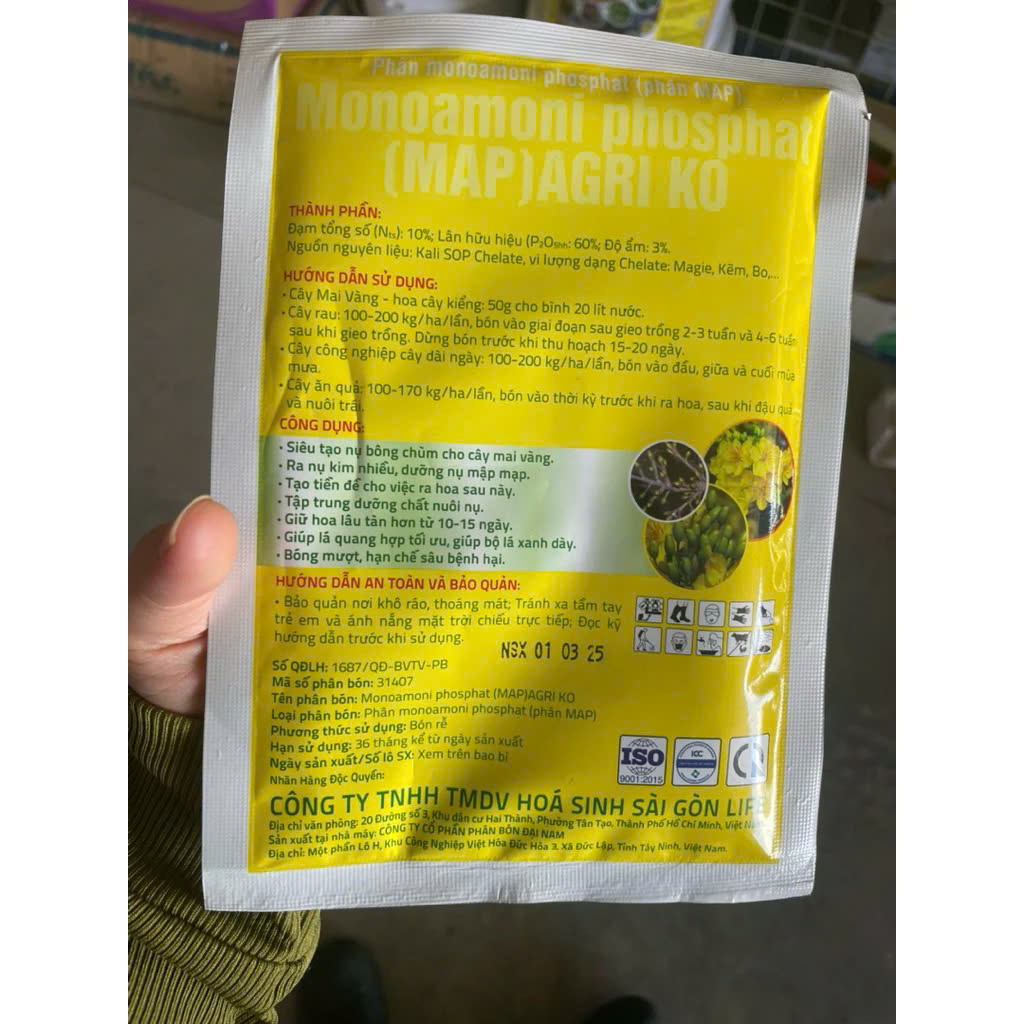 Phân monoamoni phosphat (phân MAP)
Monoamoni phosphat
(MAP)AGRI KO
THÀNH PHẦN:
Đạm tổng số (Nts): 10%; Lân hữu hiệu (P₂O₅hh: 60%; Độ ẩm: 3%.
Nguồn nguyên liệu: Kali SOP Chelate, vi lượng dạng Chelate: Magie, Kẽm, Bo,...
HƯỚNG DẪN SỬ DỤNG:
• Cây Mai Vàng - hoa cây kiểng: 50g cho bình 20 lít nước.
• Cây rau: 100-200 kg/ha/lần, bón vào giai đoạn sau gieo trồng 2-3 tuần và 4-6 tuần
sau khi gieo trồng. Dừng bón trước khi thu hoạch 15-20 ngày.
• Cây công nghiệp cây dài ngày: 100-200 kg/ha/lần, bón vào đầu, giữa và cuối mùa
mưa.
• Cây ăn quả: 100-170 kg/ha/lần, bón vào thời kỳ trước khi ra hoa, sau khi đậu quả
và nuôi trái.
CÔNG DỤNG:
• Siêu tạo nụ bông chùm cho cây mai vàng.
• Ra nụ kim nhiều, dưỡng nụ mập mạp.
• Tạo tiền đề cho việc ra hoa sau này.
• Tập trung dưỡng chất nuôi nụ.
• Giữ hoa lâu tàn hơn từ 10-15 ngày.
• Giúp lá quang hợp tối ưu, giúp bộ lá xanh dày.
• Bóng mượt, hạn chế sâu bệnh hại.
HƯỚNG DẪN AN TOÀN VÀ BẢO QUẢN:
• Bảo quản nơi khô ráo, thoáng mát; Tránh xa tầm tay
trẻ em và ánh nắng mặt trời chiếu trực tiếp; Đọc kỹ
hướng dẫn trước khi sử dụng.
NSX 01 03 25
Số QĐLH: 1687/QĐ-BVTV-PB
Mã số phân bón: 31407
Tên phân bón: Monoamoni phosphat (MAP)AGRI KO
Loại phân bón: Phân monoamoni phosphat (phân MAP)
Phương thức sử dụng: Bón rễ
Hạn sử dụng: 36 tháng kể từ ngày sản xuất
Ngày sản xuất/Số lô SX: Xem trên bao bì
Nhãn Hàng Độc Quyền:
ISO
9001:2015
ICC
CÔNG TY TNHH TMDV HOÁ SINH SÀI GÒN LIFE
Địa chỉ văn phòng: 20 Đường số 3, Khu dân cư Hai Thành, Phường Tân Tạo, Thành Phố Hồ Chí Minh, Việt Nam.
Sản xuất tại nhà máy: CÔNG TY CỔ PHẦN PHÂN BÓN ĐẠI NAM
Địa chỉ: Một phần Lô H, Khu Công Nghiệp Việt Hóa Đức Hòa 3. Xã Đức Lập, Tỉnh Tây Ninh, Việt Nam.